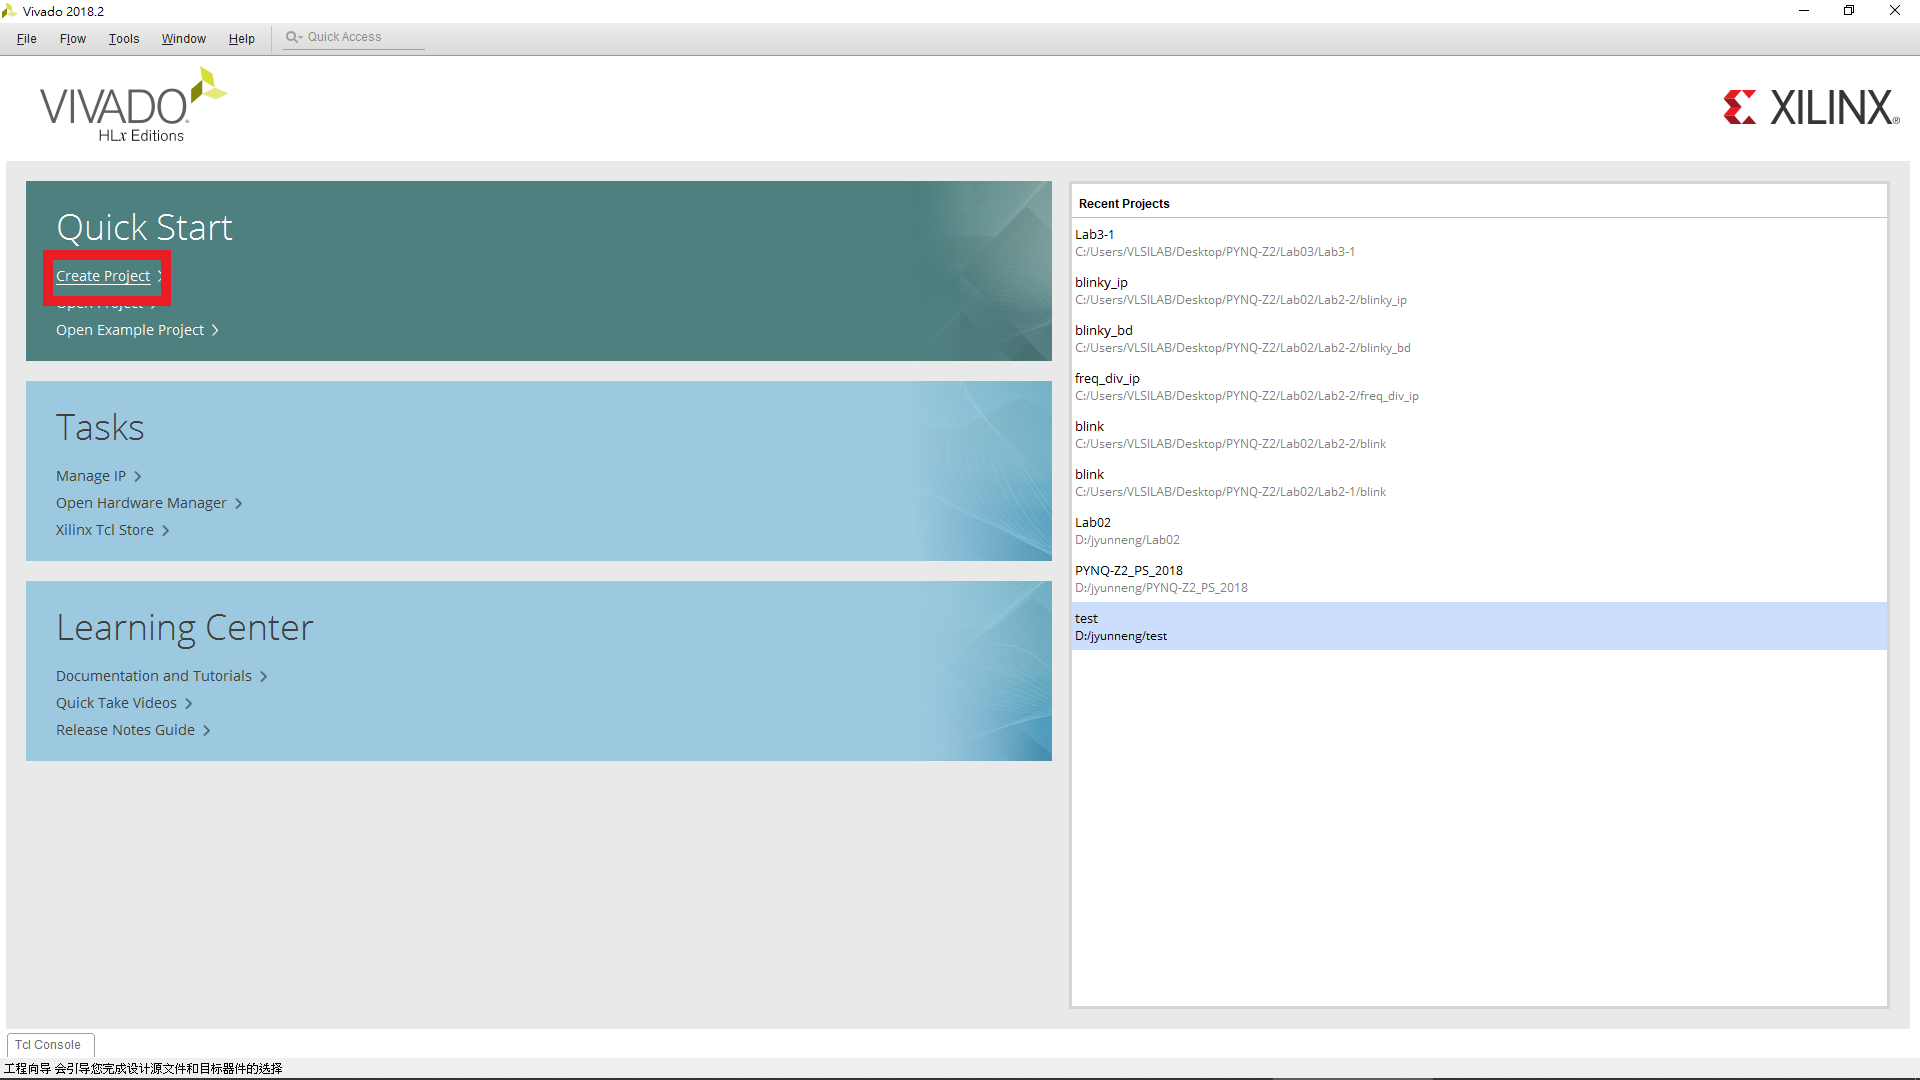 Vivado 2018.2
File Flow Tools Window Help Quick Access
VIVADO
HLx Editions
XILINX®
Quick Start
Create Project
Open Project
Open Example Project
Tasks
Manage IP
Open Hardware Manager
Xilinx Tcl Store
Learning Center
Documentation and Tutorials
Quick Take Videos
Release Notes Guide
Recent Projects
Lab3-1
C:/Users/VLSILAB/Desktop/PYNQ-Z2/Lab03/Lab3-1
blinky_ip
C:/Users/VLSILAB/Desktop/PYNQ-Z2/Lab02/Lab2-2/blinky_ip
blinky_bd
C:/Users/VLSILAB/Desktop/PYNQ-Z2/Lab02/Lab2-2/blinky_bd
freq_div_ip
C:/Users/VLSILAB/Desktop/PYNQ-Z2/Lab02/Lab2-2/freq_div_ip
blink
C:/Users/VLSILAB/Desktop/PYNQ-Z2/Lab02/Lab2-2/blink
blink
C:/Users/VLSILAB/Desktop/PYNQ-Z2/Lab02/Lab2-1/blink
Lab02
D:/jyunneng/Lab02
PYNQ-Z2_PS_2018
D:/jyunneng/PYNQ-Z2_PS_2018
test
D:/jyunneng/test
Tcl Console
工程向导 会引导您完成设计源文件和目标器件的选择